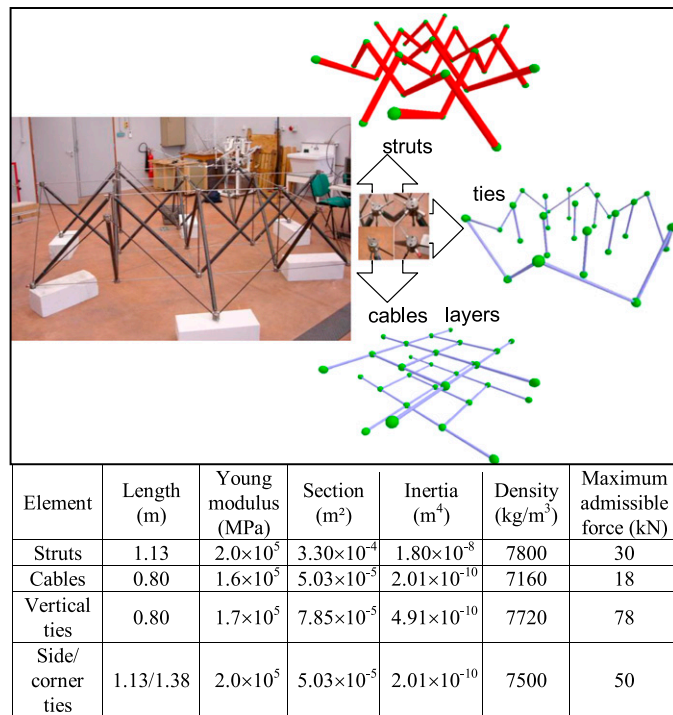 struts
ties
cables layers
Element Length (m) Young modulus (MPa) Section (m²) Inertia (m⁴) Density (kg/m³) Maximum admissible force (kN)
Struts 1.13 2.0×10⁵ 3.30×10⁻⁴ 1.80×10⁻⁸ 7800 30
Cables 0.80 1.6×10⁵ 5.03×10⁻⁵ 2.01×10⁻¹⁰ 7160 18
Vertical ties 0.80 1.7×10⁵ 7.85×10⁻⁵ 4.91×10⁻¹⁰ 7720 78
Side/ corner ties 1.13/1.38 2.0×10⁵ 5.03×10⁻⁵ 2.01×10⁻¹⁰ 7500 50